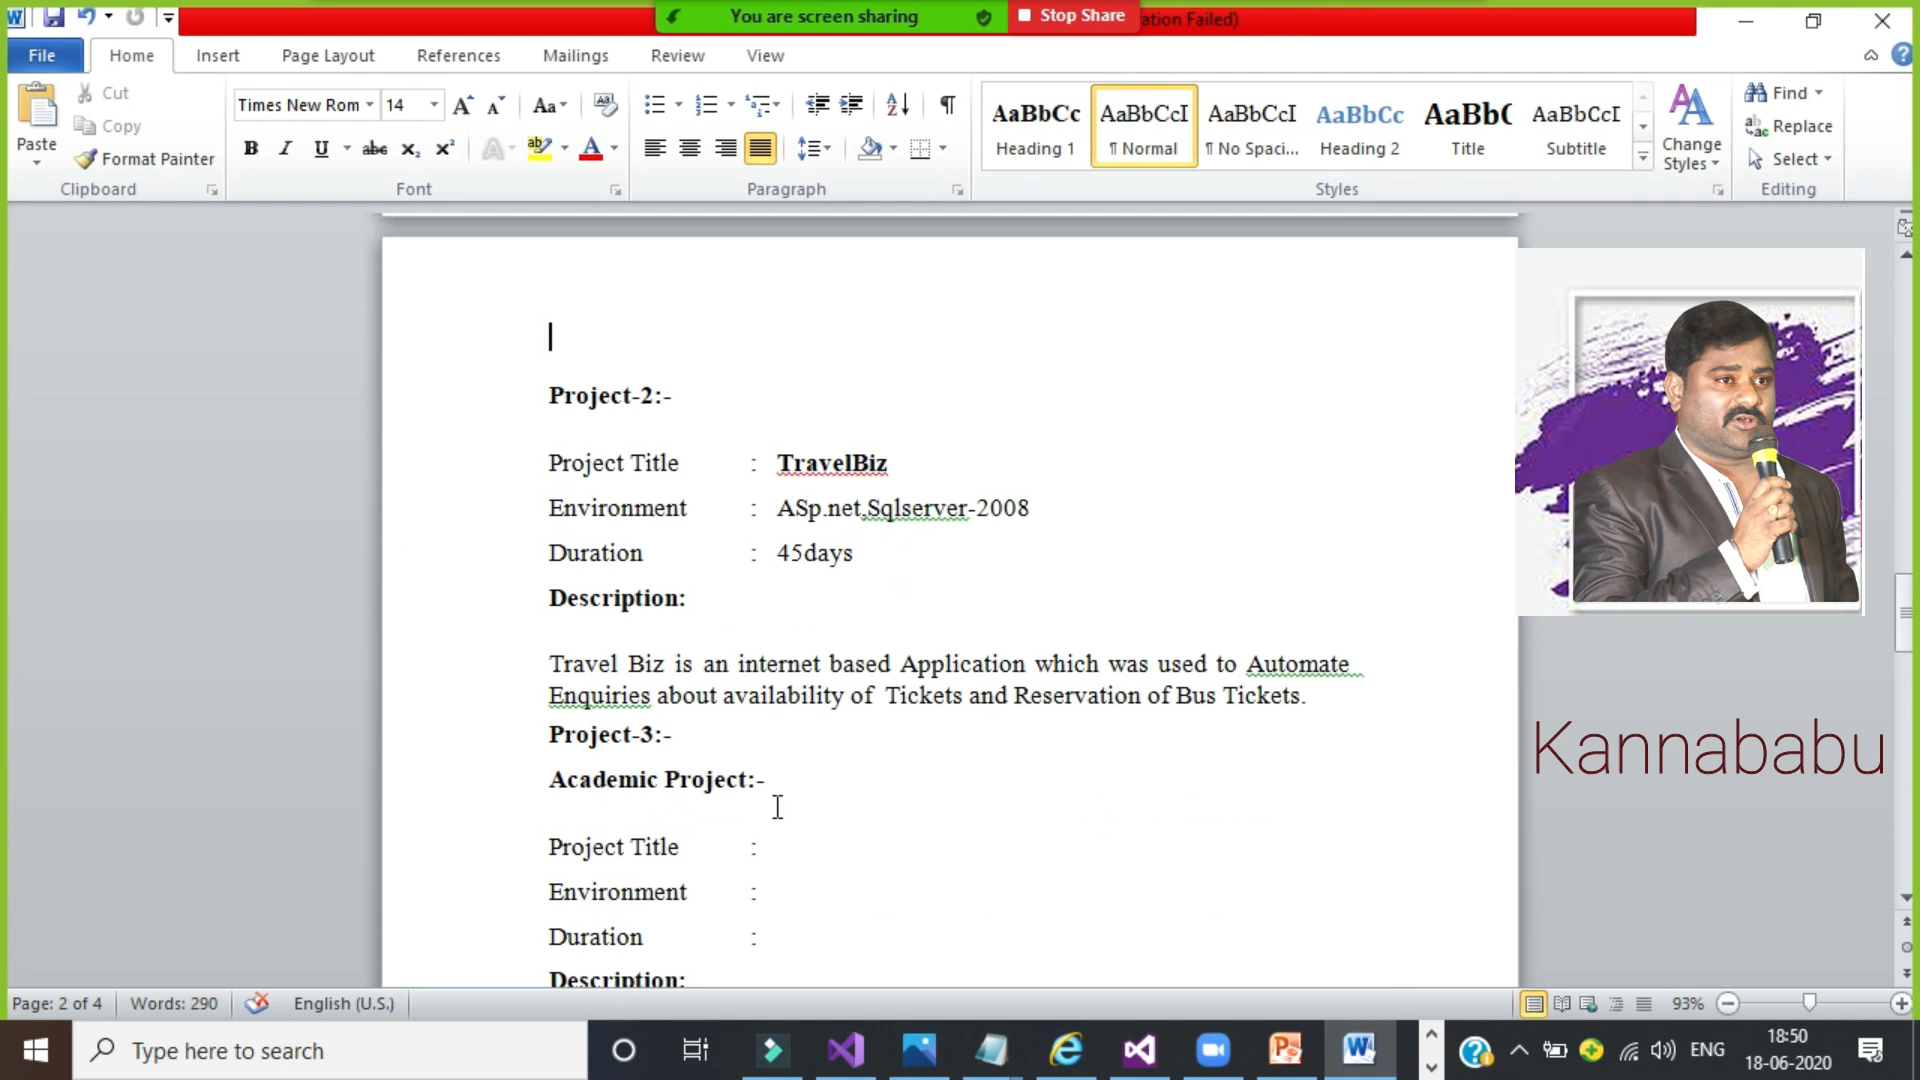 You are screen sharing
Stop Share
ation Failed)
File
Home
Insert
Page Layout
References
Mailings
Review
View
Paste
Cut
Copy
Format Painter
Clipboard
Times New Rom
14
Font
Paragraph
AaBbCc
Heading 1
AaBbCcI
¶ Normal
AaBbCcI
¶ No Spaci...
AaBbCc
Heading 2
AaBb(
Title
AaBbCcI
Subtitle
Styles
Change
Styles
Find
Replace
Select
Editing
Project-2:-
Project Title : TravelBiz
Environment : ASp.net.Sqlserver-2008
Duration : 45days
Description:
Travel Biz is an internet based Application which was used to Automate
Enquiries about availability of Tickets and Reservation of Bus Tickets.
Project-3:-
Academic Project:-
Project Title :
Environment :
Duration :
Description:
Kannababu
Page: 2 of 4
Words: 290
English (U.S.)
93%
Type here to search
ENG
18:50
18-06-2020